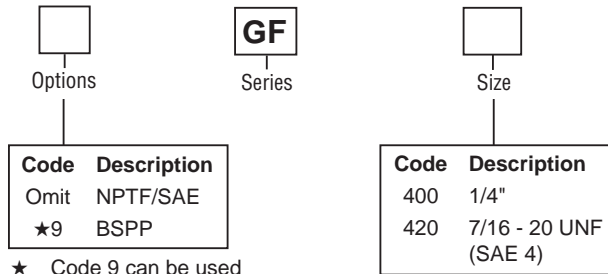 GF
Options
Series
Size
Code Description
Omit NPTF/SAE
★9 BSPP
★ Code 9 can be used
Code Description
400 1/4"
420 7/16 - 20 UNF
(SAE 4)